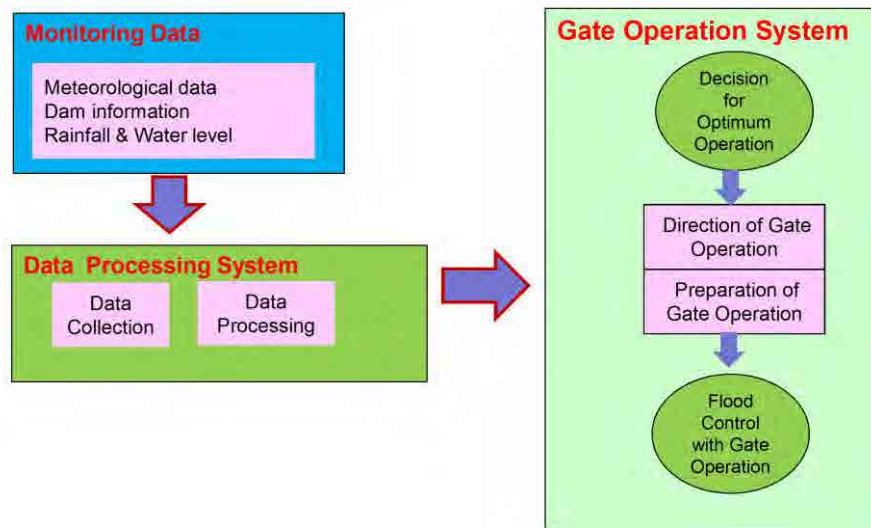 Monitoring Data
Meteorological data
Dam information
Rainfall & Water level
Data Processing System
Data
Collection
Data
Processing
Gate Operation System
Decision
for
Optimum
Operation
Direction of Gate
Operation
Preparation of
Gate Operation
Flood
Control
with Gate
Operation